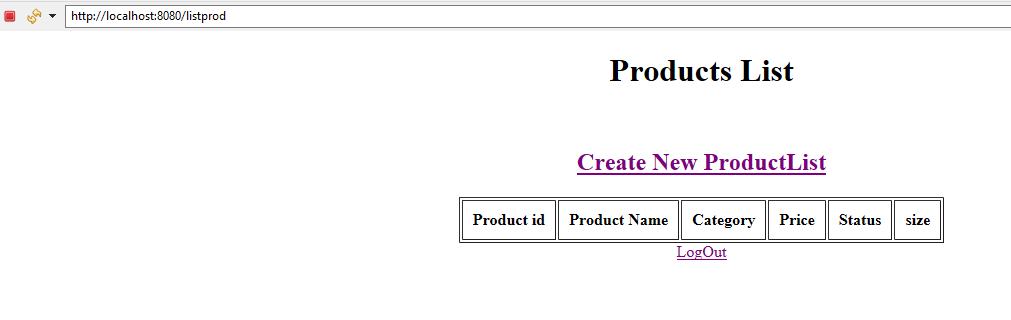 http://localhost:8080/listprod
Products List
Create New ProductList
Product id Product Name Category Price Status size
LogOut